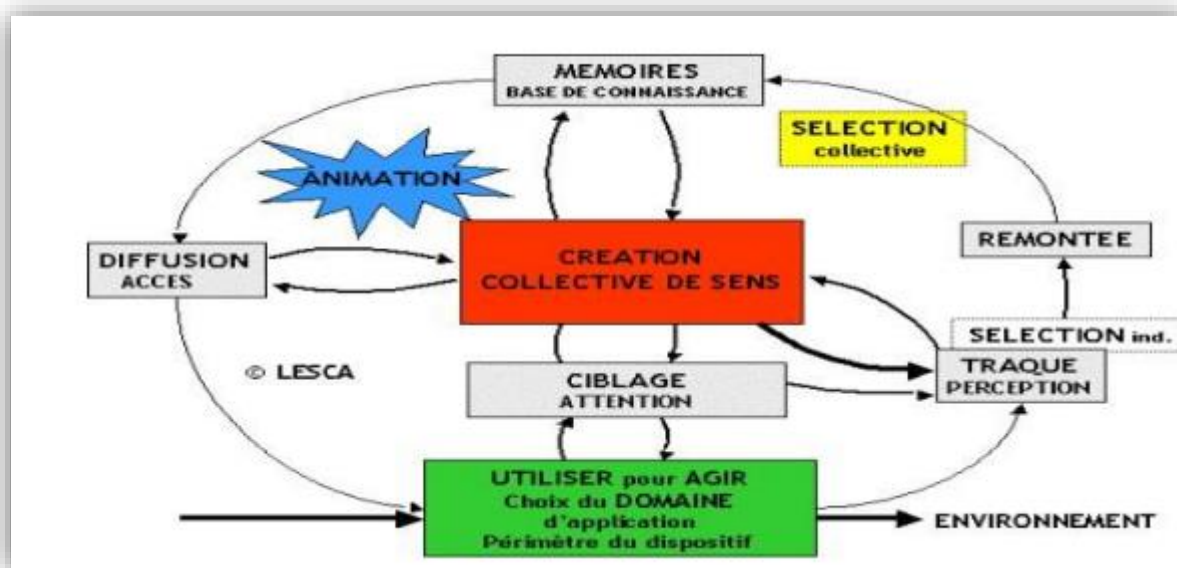 MEMOIRES
BASE DE CONNAISSANCE
SELECTION
collective
ANIMATION
REMONTEE
DIFFUSION
ACCES
CREATION
COLLECTIVE DE SENS
SELECTION ind.
© LESCA
TRAQUE
PERCEPTION
CIBLAGE
ATTENTION
UTILISER pour AGIR
Choix du DOMAINE
d'application
Périmètre du dispositif
ENVIRONNEMENT